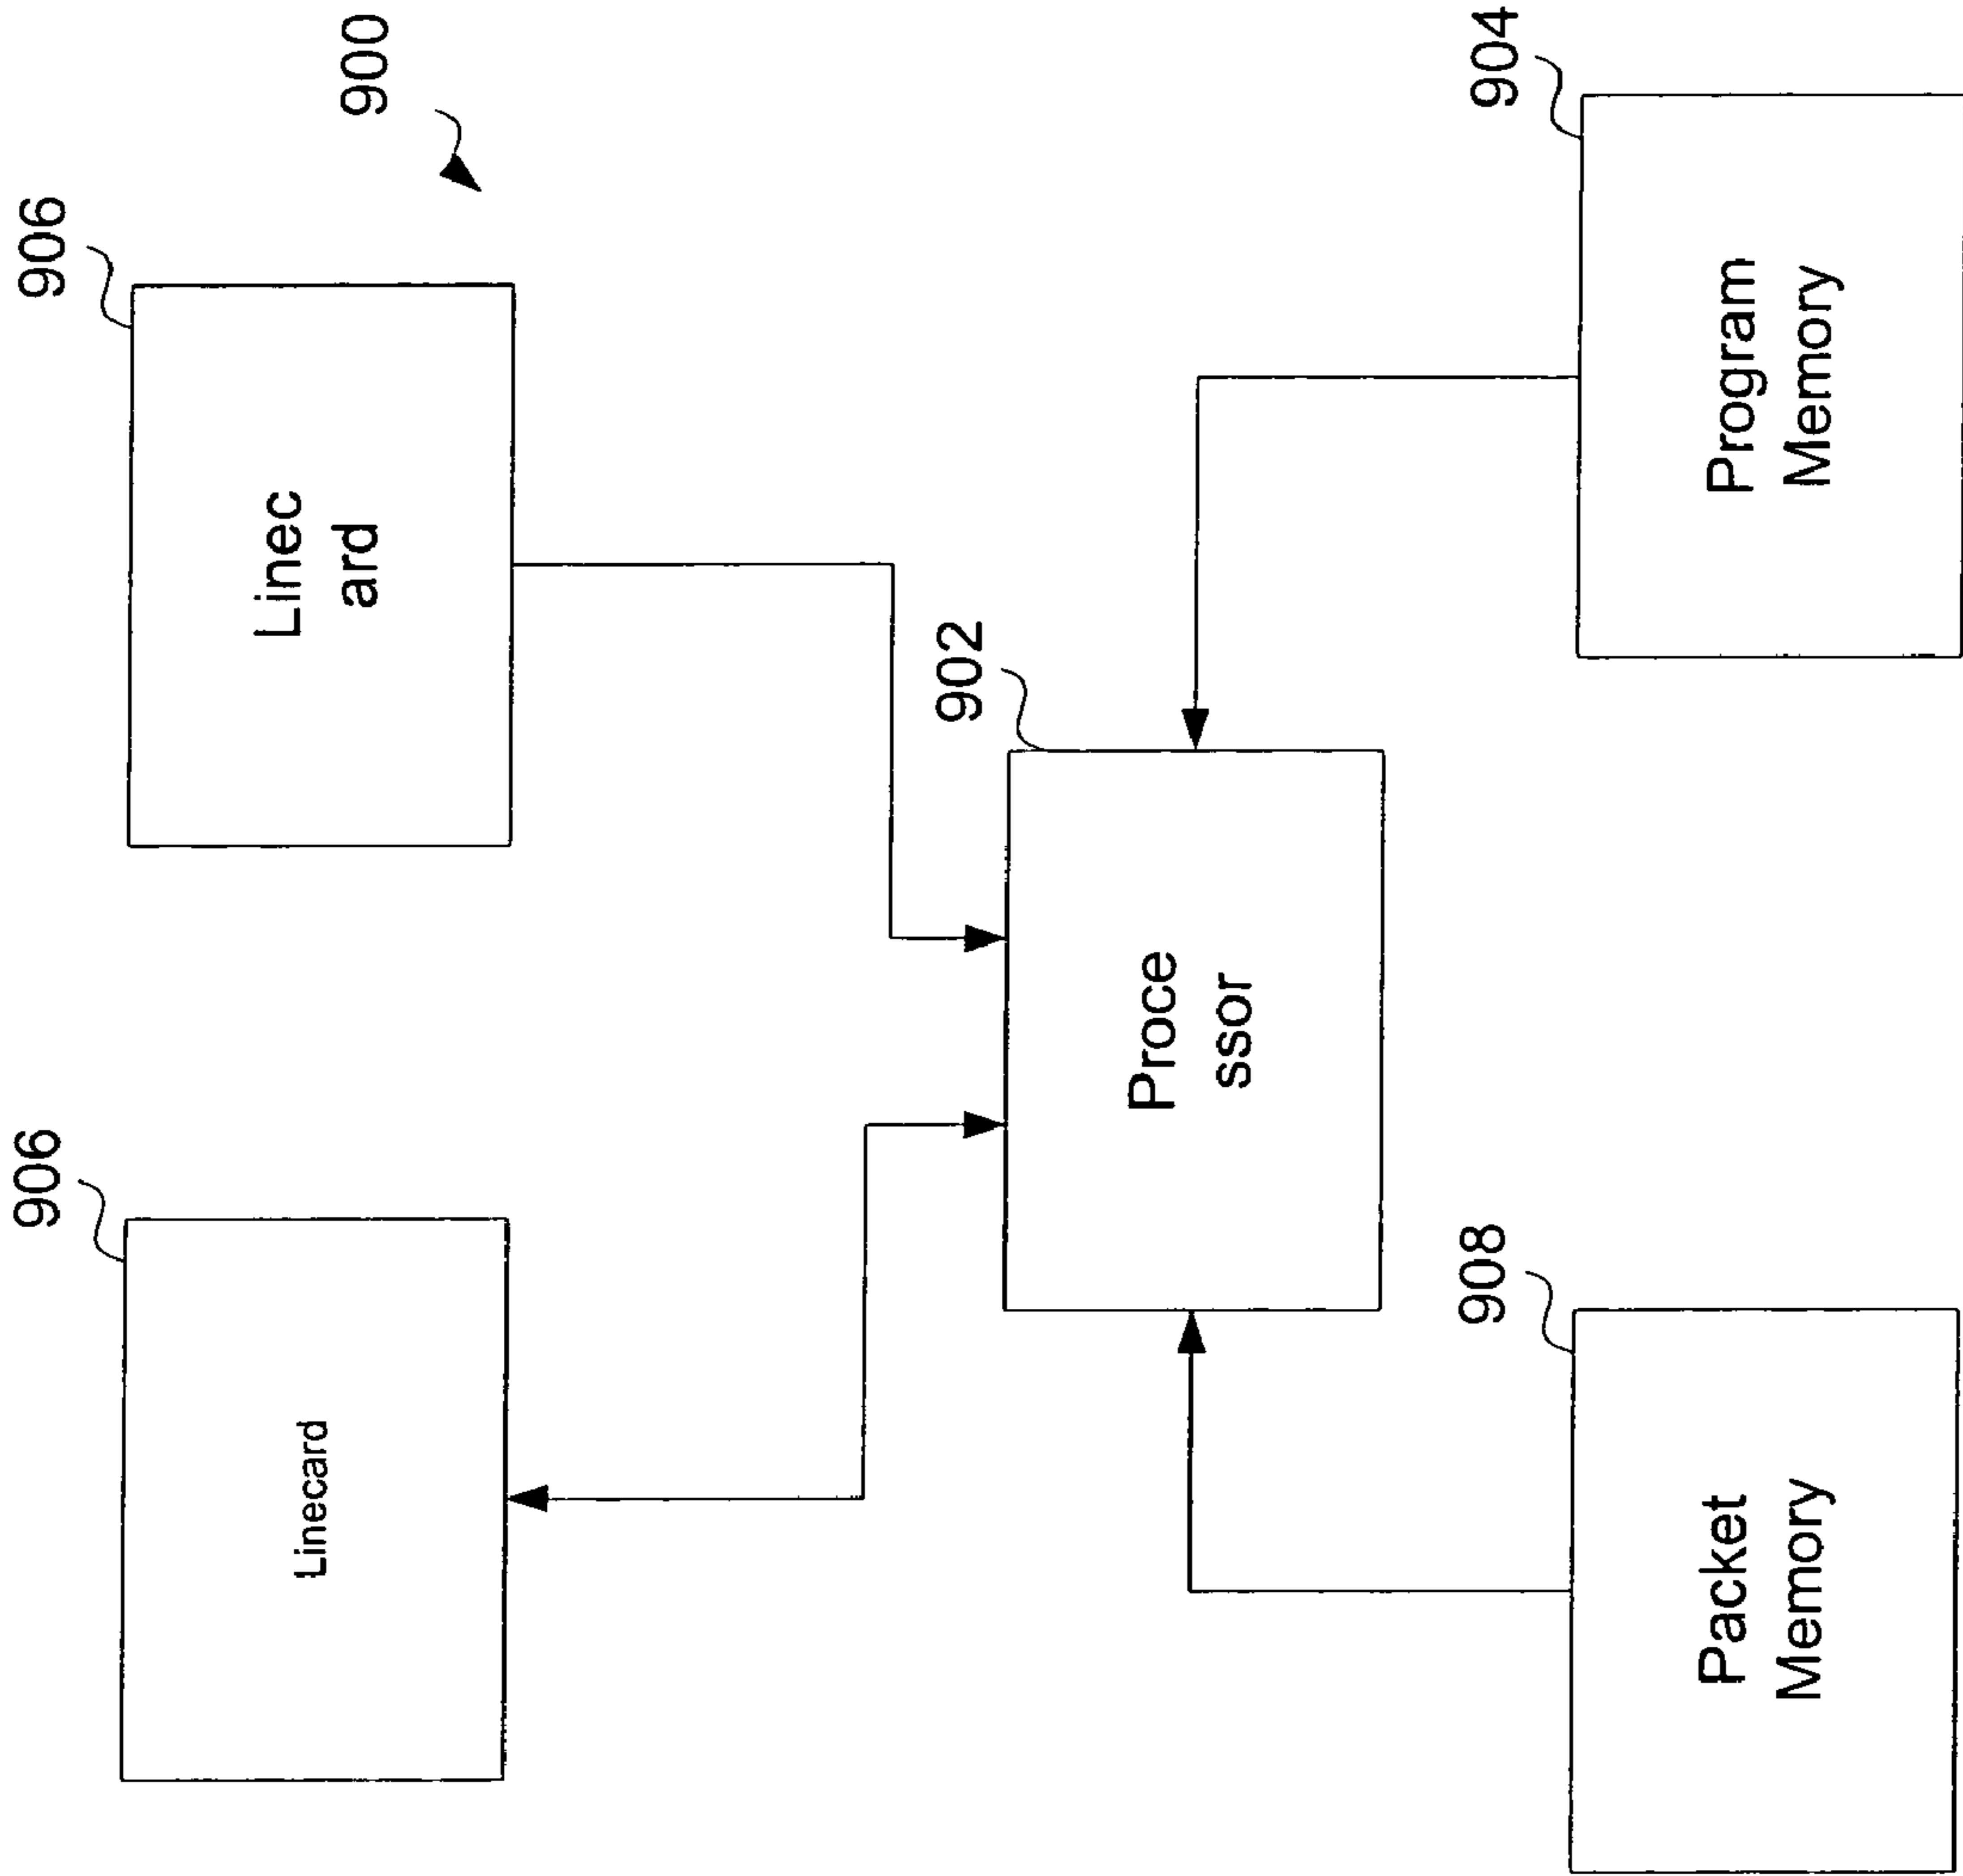 906
Linecard
906
Linec
ard
900
902
Proce
ssor
908
Packet
Memory
904
Program
Memory